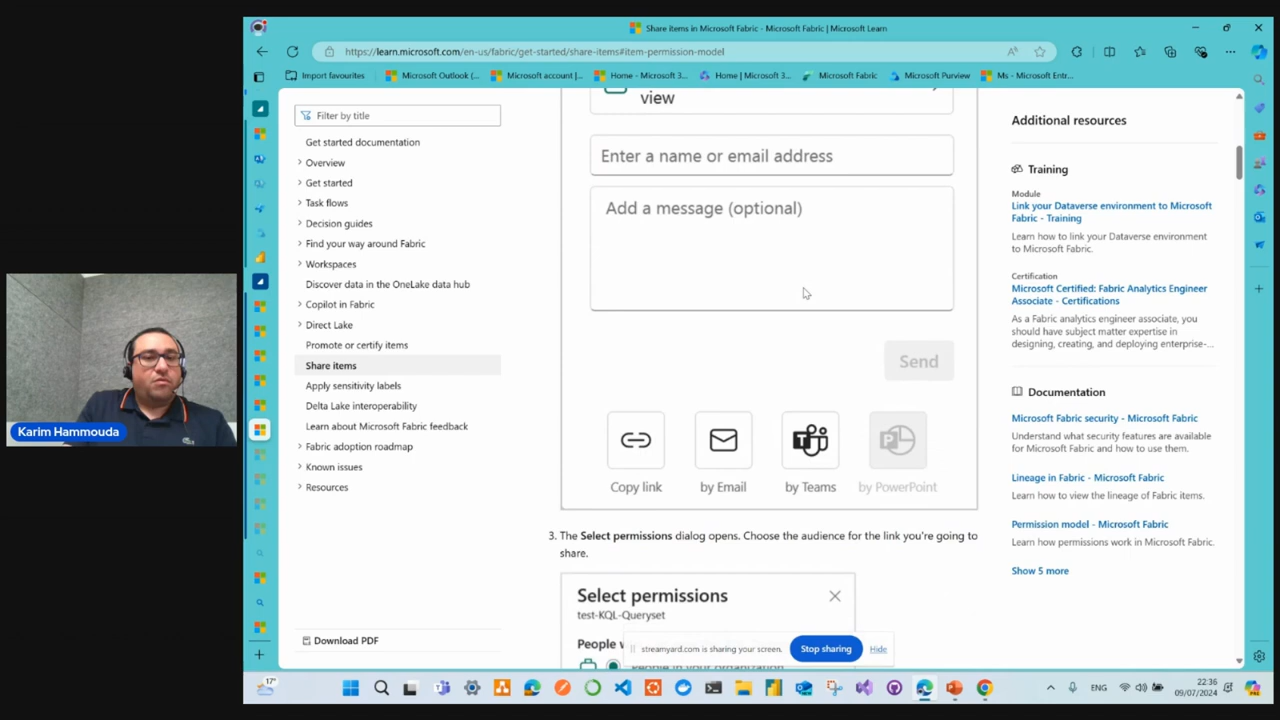 Share items in Microsoft Fabric - Microsoft Fabric | Microsoft Learn
https://learn.microsoft.com/en-us/fabric/get-started/share-items#item-permission-model
Import favourites
Microsoft Outlook (...
Microsoft account |...
Home - Microsoft 3...
Home | Microsoft 3...
Microsoft Fabric
Microsoft Purview
Ms - Microsoft Entr...
Filter by title
Get started documentation
Overview
Get started
Task flows
Decision guides
Find your way around Fabric
Workspaces
Discover data in the OneLake data hub
Copilot in Fabric
Direct Lake
Promote or certify items
Share items
Apply sensitivity labels
Delta Lake interoperability
Learn about Microsoft Fabric feedback
Fabric adoption roadmap
Known issues
Resources
Download PDF
view
Enter a name or email address
Add a message (optional)
Send
Copy link
by Email
by Teams
by PowerPoint
3. The Select permissions dialog opens. Choose the audience for the link you're going to
share.
Select permissions
test-KQL-Queryset
People w
People in your organization
streamyard.com is sharing your screen.
Stop sharing
Hide
Additional resources
Training
Module
Link your Dataverse environment to Microsoft
Fabric - Training
Learn how to link your Dataverse environment
to Microsoft Fabric.
Certification
Microsoft Certified: Fabric Analytics Engineer
Associate - Certifications
As a Fabric analytics engineer associate, you
should have subject matter expertise in
designing, creating, and deploying enterprise-...
Documentation
Microsoft Fabric security - Microsoft Fabric
Understand what security features are available
for Microsoft Fabric and how to use them.
Lineage in Fabric - Microsoft Fabric
Learn how to view the lineage of Fabric items.
Permission model - Microsoft Fabric
Learn how permissions work in Microsoft Fabric.
Show 5 more
Karim Hammouda
17°
ENG
22:36
09/07/2024